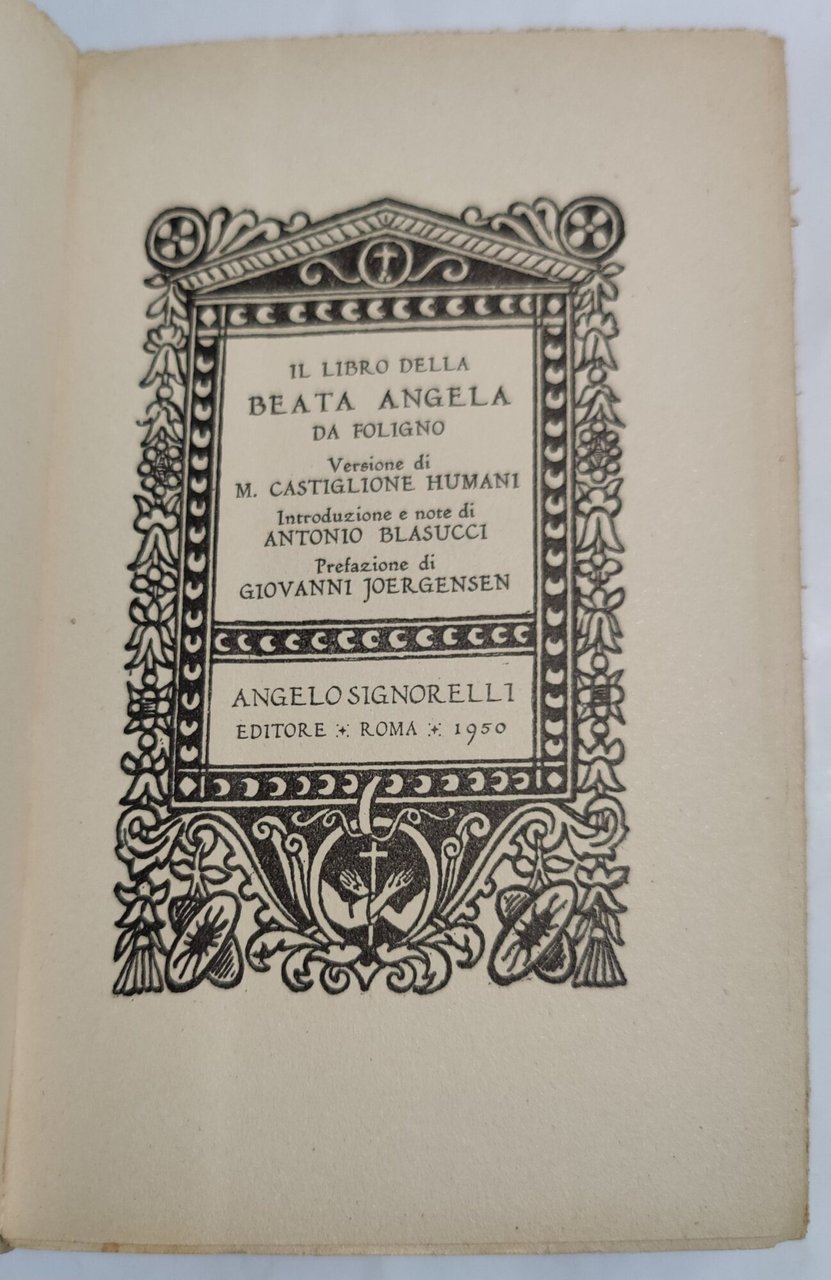 IL LIBRO DELLA
BEATA ANGELA
DA FOLIGNO
Versione di
M. CASTIGLIONE HUMANI
Introduzione e note di
ANTONIO BLASUCCI
Prefazione di
GIOVANNI JOERGENSEN
ANGELO SIGNORELLI
EDITORE ⁘ ROMA ⁘ 1950